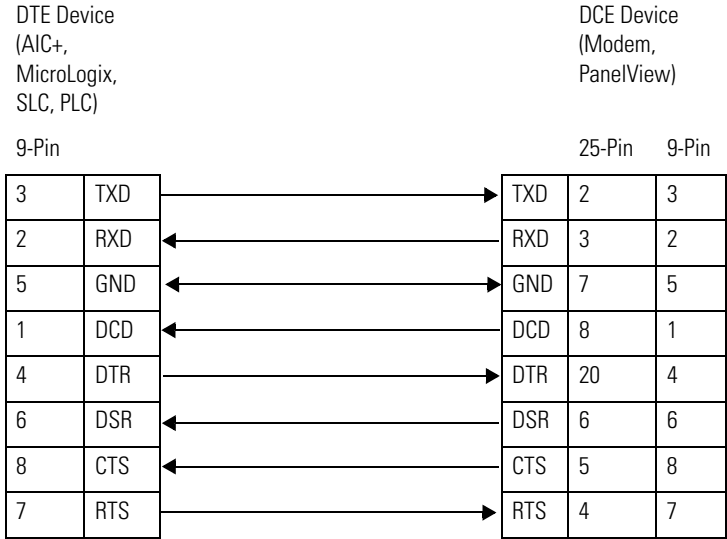 DTE Device
(AIC+,
MicroLogix,
SLC, PLC)
DCE Device
(Modem,
PanelView)
9-Pin
25-Pin 9-Pin
3 TXD TXD 2 3
2 RXD RXD 3 2
5 GND GND 7 5
1 DCD DCD 8 1
4 DTR DTR 20 4
6 DSR DSR 6 6
8 CTS CTS 5 8
7 RTS RTS 4 7